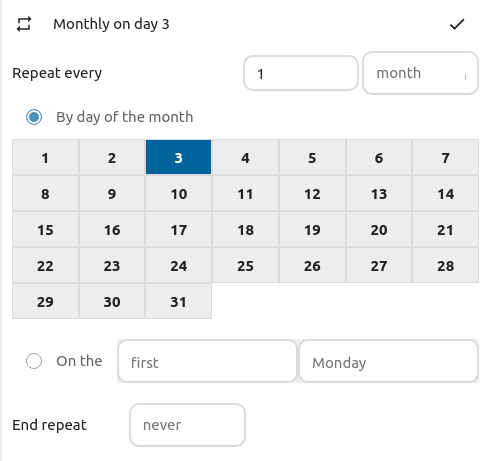 Monthly on day 3
Repeat every 1 month
By day of the month
1 2 3 4 5 6 7
8 9 10 11 12 13 14
15 16 17 18 19 20 21
22 23 24 25 26 27 28
29 30 31
On the first Monday
End repeat never